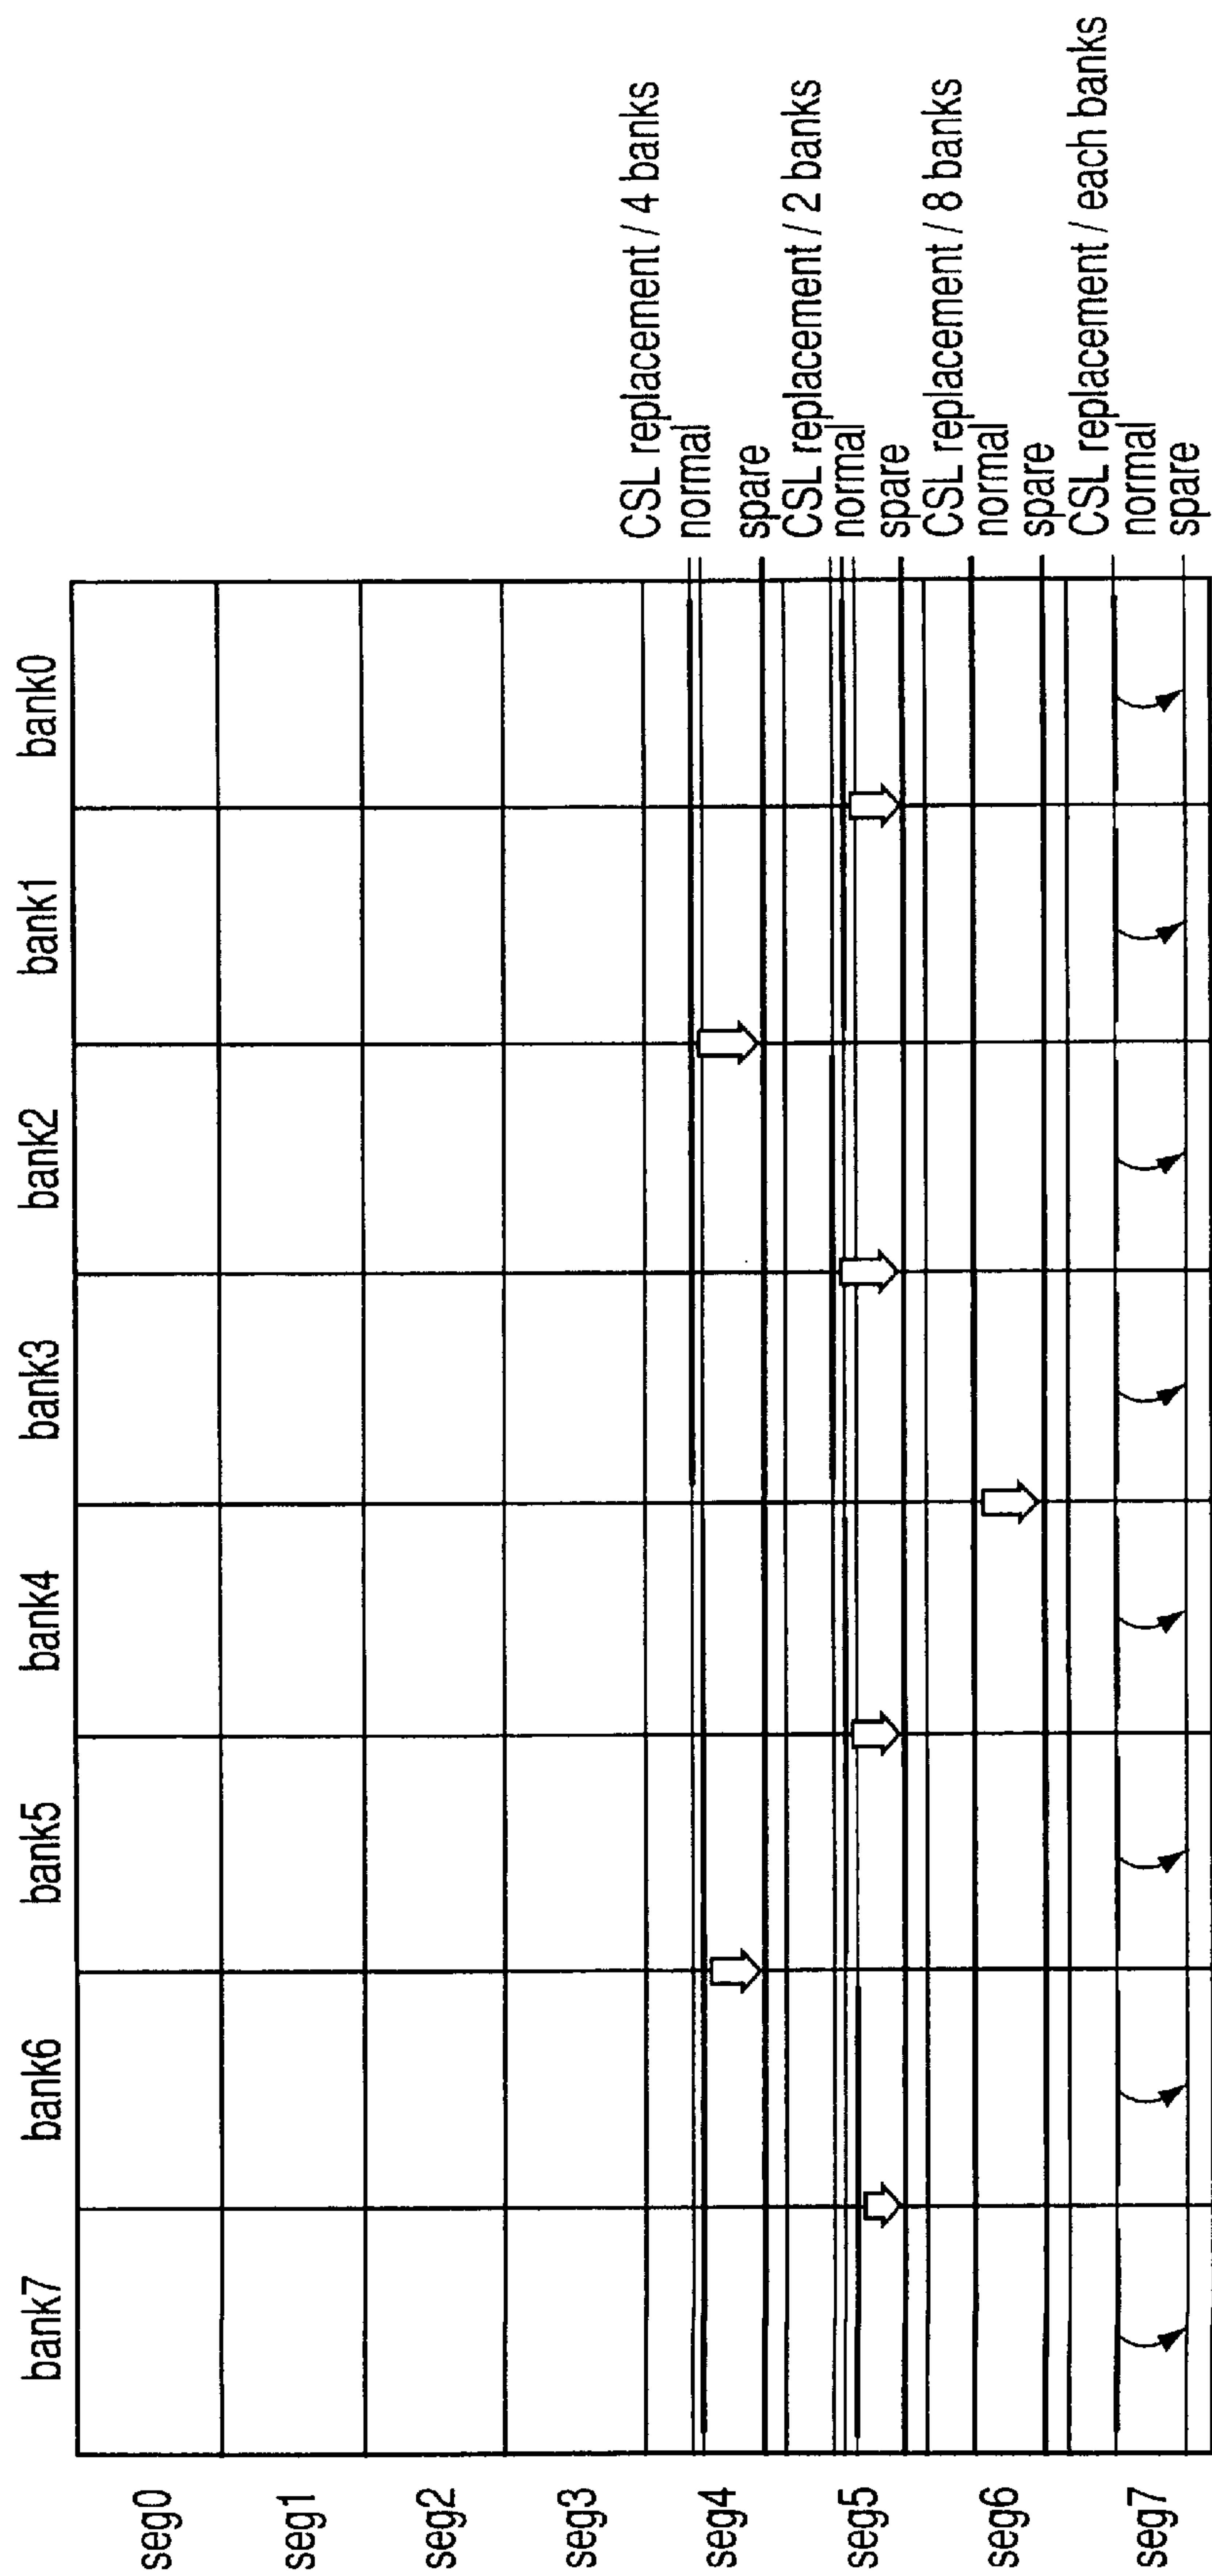 bank7
bank6
bank5
bank4
bank3
bank2
bank1
bank0
seg0
seg1
seg2
seg3
seg4
seg5
seg6
seg7
CSL replacement / 4 banks
normal
spare
CSL replacement / 2 banks
normal
spare
CSL replacement / 8 banks
normal
spare
CSL replacement / each banks
normal
spare